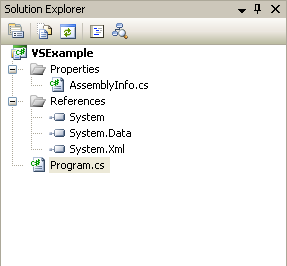 Solution Explorer
VSExample
Properties
AssemblyInfo.cs
References
System
System.Data
System.Xml
Program.cs